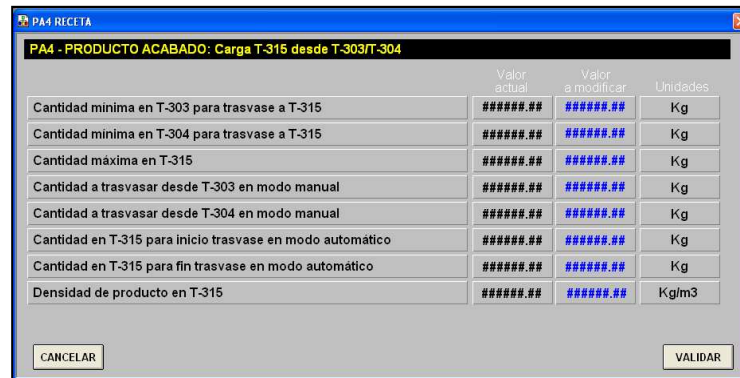 PA4 RECETA
PA4 - PRODUCTO ACABADO: Carga T-315 desde T-303/T-304
Valor actual Valor a modificar Unidades
Cantidad mínima en T-303 para trasvase a T-315 ######.## ######.## Kg
Cantidad mínima en T-304 para trasvase a T-315 ######.## ######.## Kg
Cantidad máxima en T-315 ######.## ######.## Kg
Cantidad a trasvasar desde T-303 en modo manual ######.## ######.## Kg
Cantidad a trasvasar desde T-304 en modo manual ######.## ######.## Kg
Cantidad en T-315 para inicio trasvase en modo automático ######.## ######.## Kg
Cantidad en T-315 para fin trasvase en modo automático ######.## ######.## Kg
Densidad de producto en T-315 ######.## ######.## Kg/m3
CANCELAR VALIDAR